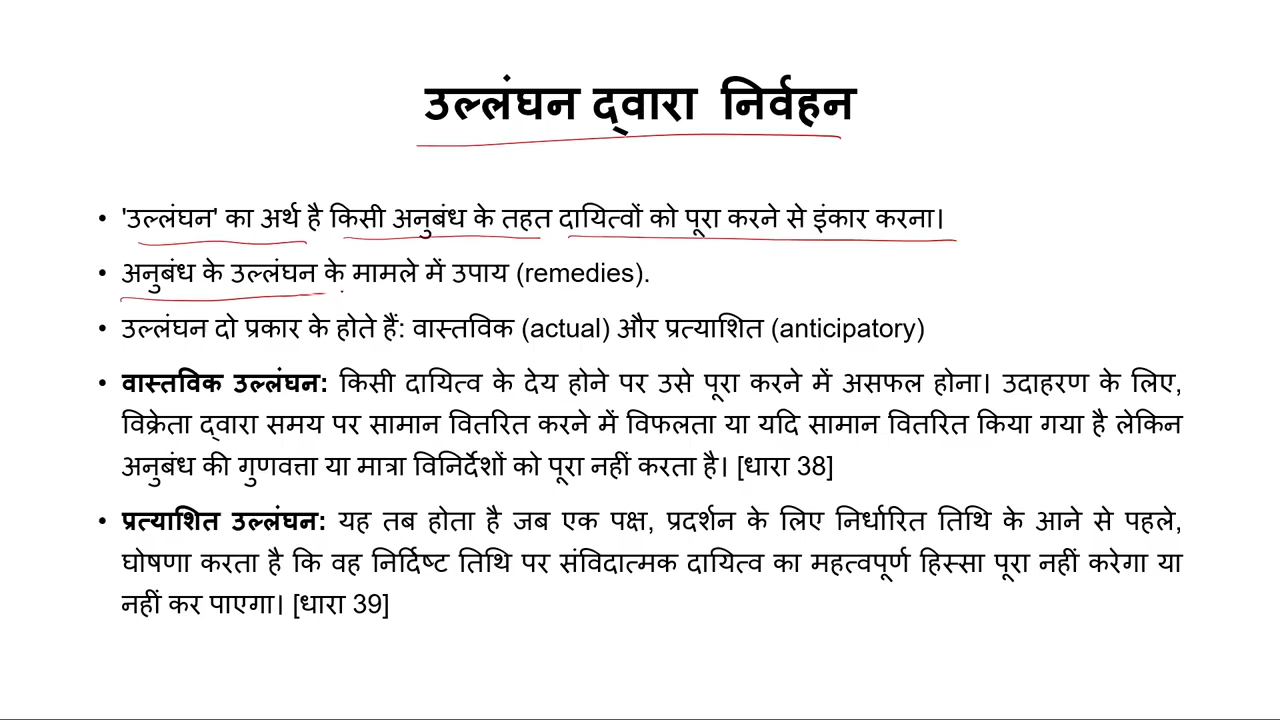 उल्लंघन द्वारा निर्वहन
• 'उल्लंघन' का अर्थ है किसी अनुबंध के तहत दायित्वों को पूरा करने से इंकार करना।
• अनुबंध के उल्लंघन के मामले में उपाय (remedies).
• उल्लंघन दो प्रकार के होते हैं: वास्तविक (actual) और प्रत्याशित (anticipatory)
• वास्तविक उल्लंघन: किसी दायित्व के देय होने पर उसे पूरा करने में असफल होना। उदाहरण के लिए,
विक्रेता द्वारा समय पर सामान वितरित करने में विफलता या यदि सामान वितरित किया गया है लेकिन
अनुबंध की गुणवत्ता या मात्रा विनिर्देशों को पूरा नहीं करता है। [धारा 38]
• प्रत्याशित उल्लंघन: यह तब होता है जब एक पक्ष, प्रदर्शन के लिए निर्धारित तिथि के आने से पहले,
घोषणा करता है कि वह निर्दिष्ट तिथि पर संविदात्मक दायित्व का महत्वपूर्ण हिस्सा पूरा नहीं करेगा या
नहीं कर पाएगा। [धारा 39]